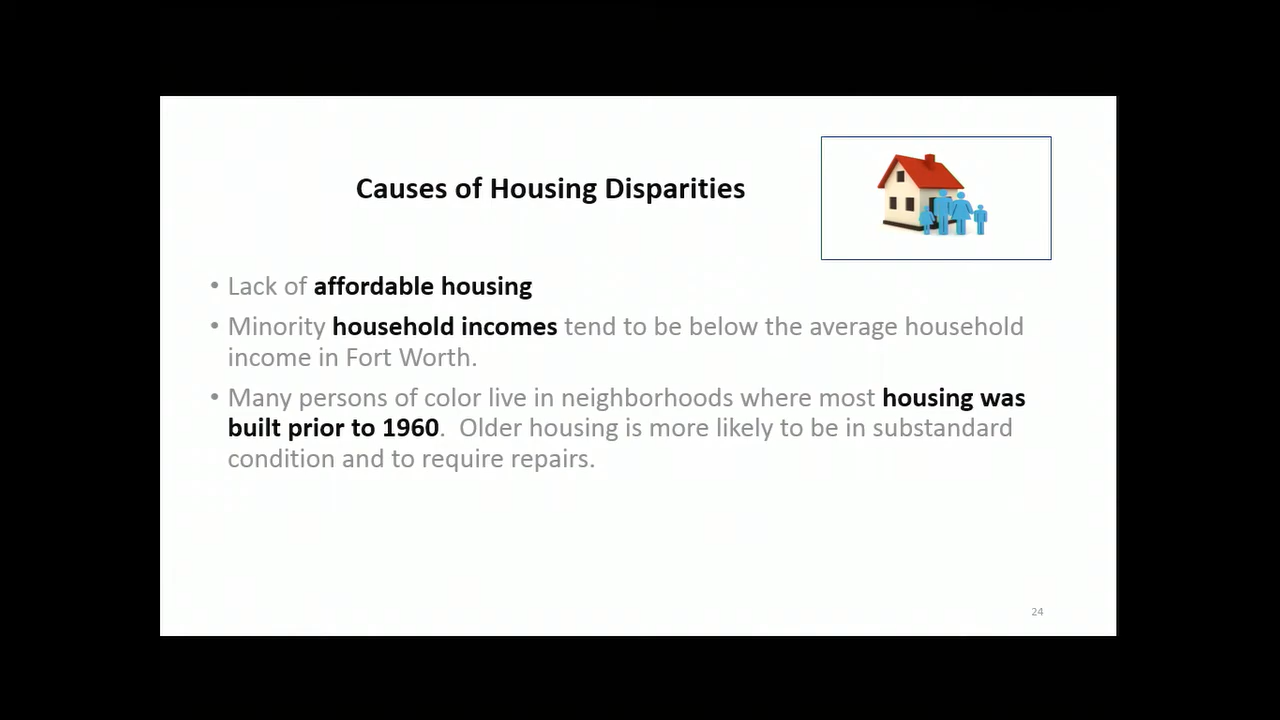 Causes of Housing Disparities
• Lack of affordable housing
• Minority household incomes tend to be below the average household
income in Fort Worth.
• Many persons of color live in neighborhoods where most housing was
built prior to 1960.  Older housing is more likely to be in substandard
condition and to require repairs.
24